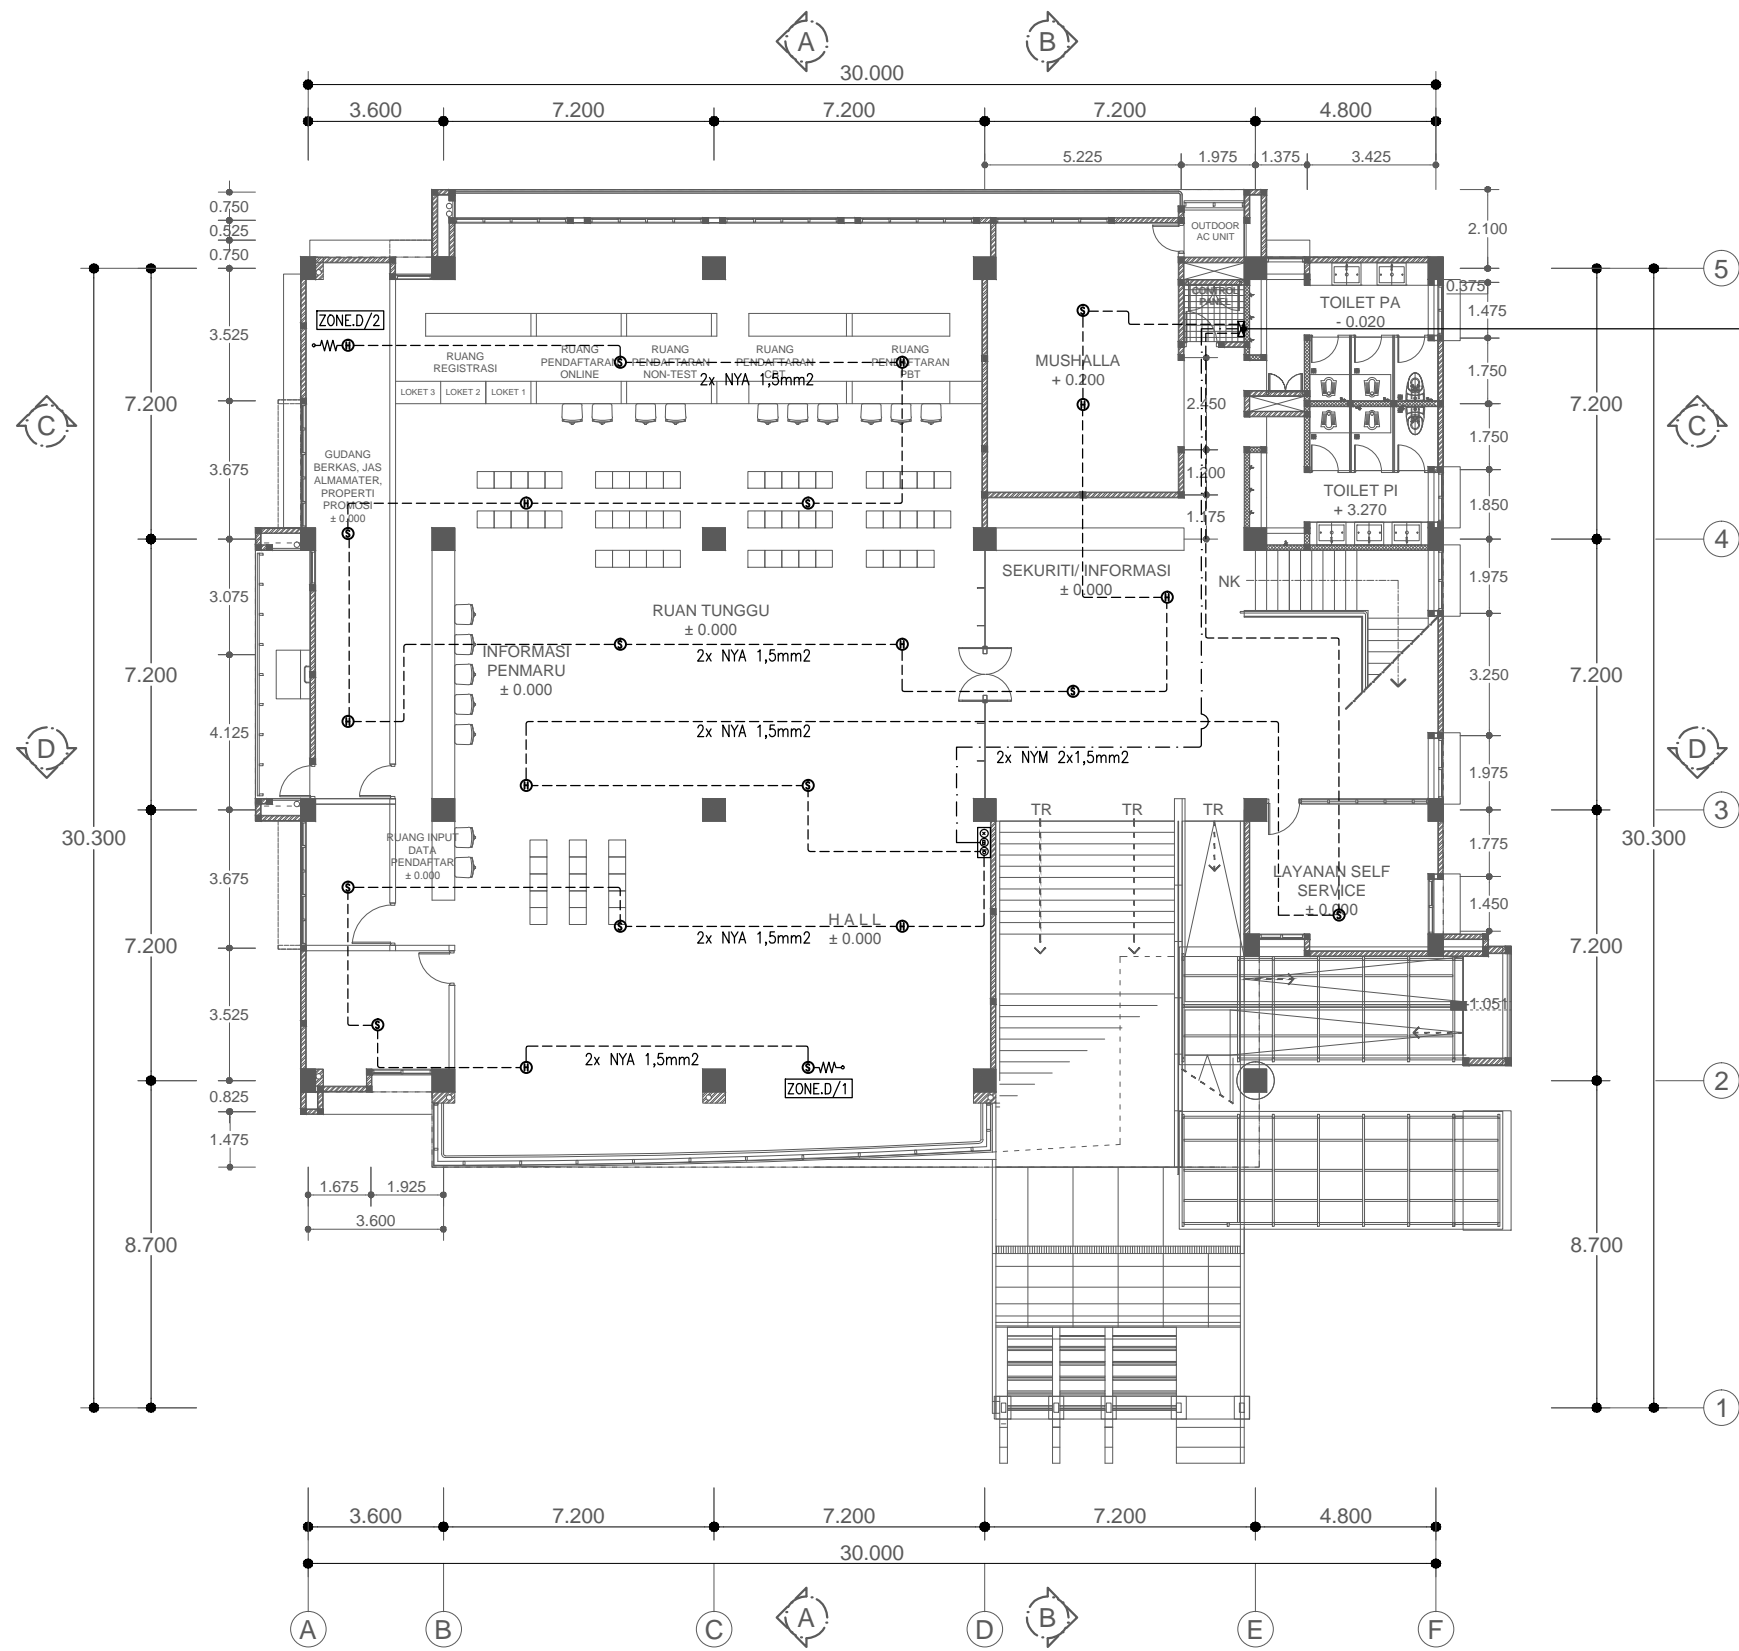 A
B
30.000
3.600
7.200
7.200
7.200
4.800
5.225
1.975
1.375
3.425
0.750
0.525
0.750
OUTDOOR
AC UNIT
2.100
5
CONTROL
PANEL
TOILET PA
- 0.020
0.375
1.475
ZONE.D/2
H
S
H
S
3.525
RUANG
REGISTRASI
RUANG
PENDAFTARAN
ONLINE
RUANG
PENDAFTARAN
NON-TEST
RUANG
PENDAFTARAN
CBT
RUANG
PENDAFTARAN
PBT
2x NYA 1,5mm2
MUSHALLA
+ 0.200
1.750
LOKET 3
LOKET 2
LOKET 1
7.200
H
2.450
7.200
C
C
1.750
GUDANG
BERKAS, JAS
ALMAMATER,
PROPERTI
PROMOSI
± 0.000
3.675
1.200
TOILET PI
+ 3.270
1.850
H
S
S
1.175
4
SEKURITI/ INFORMASI
± 0.000
NK
1.975
3.075
H
RUAN TUNGGU
± 0.000
S
H
2x NYA 1,5mm2
INFORMASI
PENMARU
± 0.000
7.200
7.200
3.250
S
H
4.125
2x NYA 1,5mm2
D
D
2x NYM 2x1,5mm2
1.975
H
S
3
TR
TR
TR
30.300
30.300
RUANG INPUT
DATA
PENDAFTAR
± 0.000
1.775
3.675
S
LAYANAN SELF
SERVICE
± 0.000
1.450
S
HALL
± 0.000
S
H
2x NYA 1,5mm2
7.200
7.200
1.051
3.525
S
2x NYA 1,5mm2
H
S
ZONE.D/1
2
0.825
1.475
1.675
1.925
3.600
8.700
8.700
1
3.600
7.200
7.200
7.200
4.800
30.000
A
B
A
B
C
D
E
F